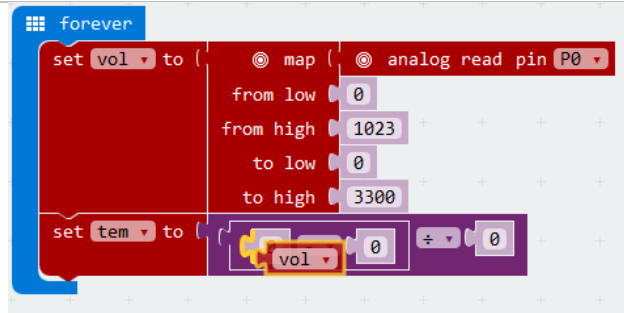 forever
set vol to ( map ( analog read pin P0
from low 0
from high 1023
to low 0
to high 3300
set tem to ( ( 0 ÷ 0
vol